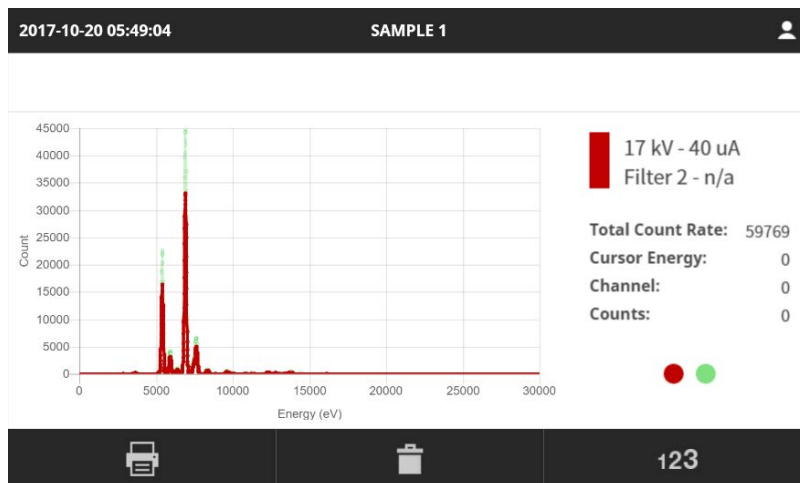 2017-10-20 05:49:04 SAMPLE 1
45000
40000
35000
30000
25000
20000
15000
10000
5000
0
Count
0 5000 10000 15000 20000 25000 30000
Energy (eV)
17 kV - 40 uA
Filter 2 - n/a
Total Count Rate: 59769
Cursor Energy: 0
Channel: 0
Counts: 0
123